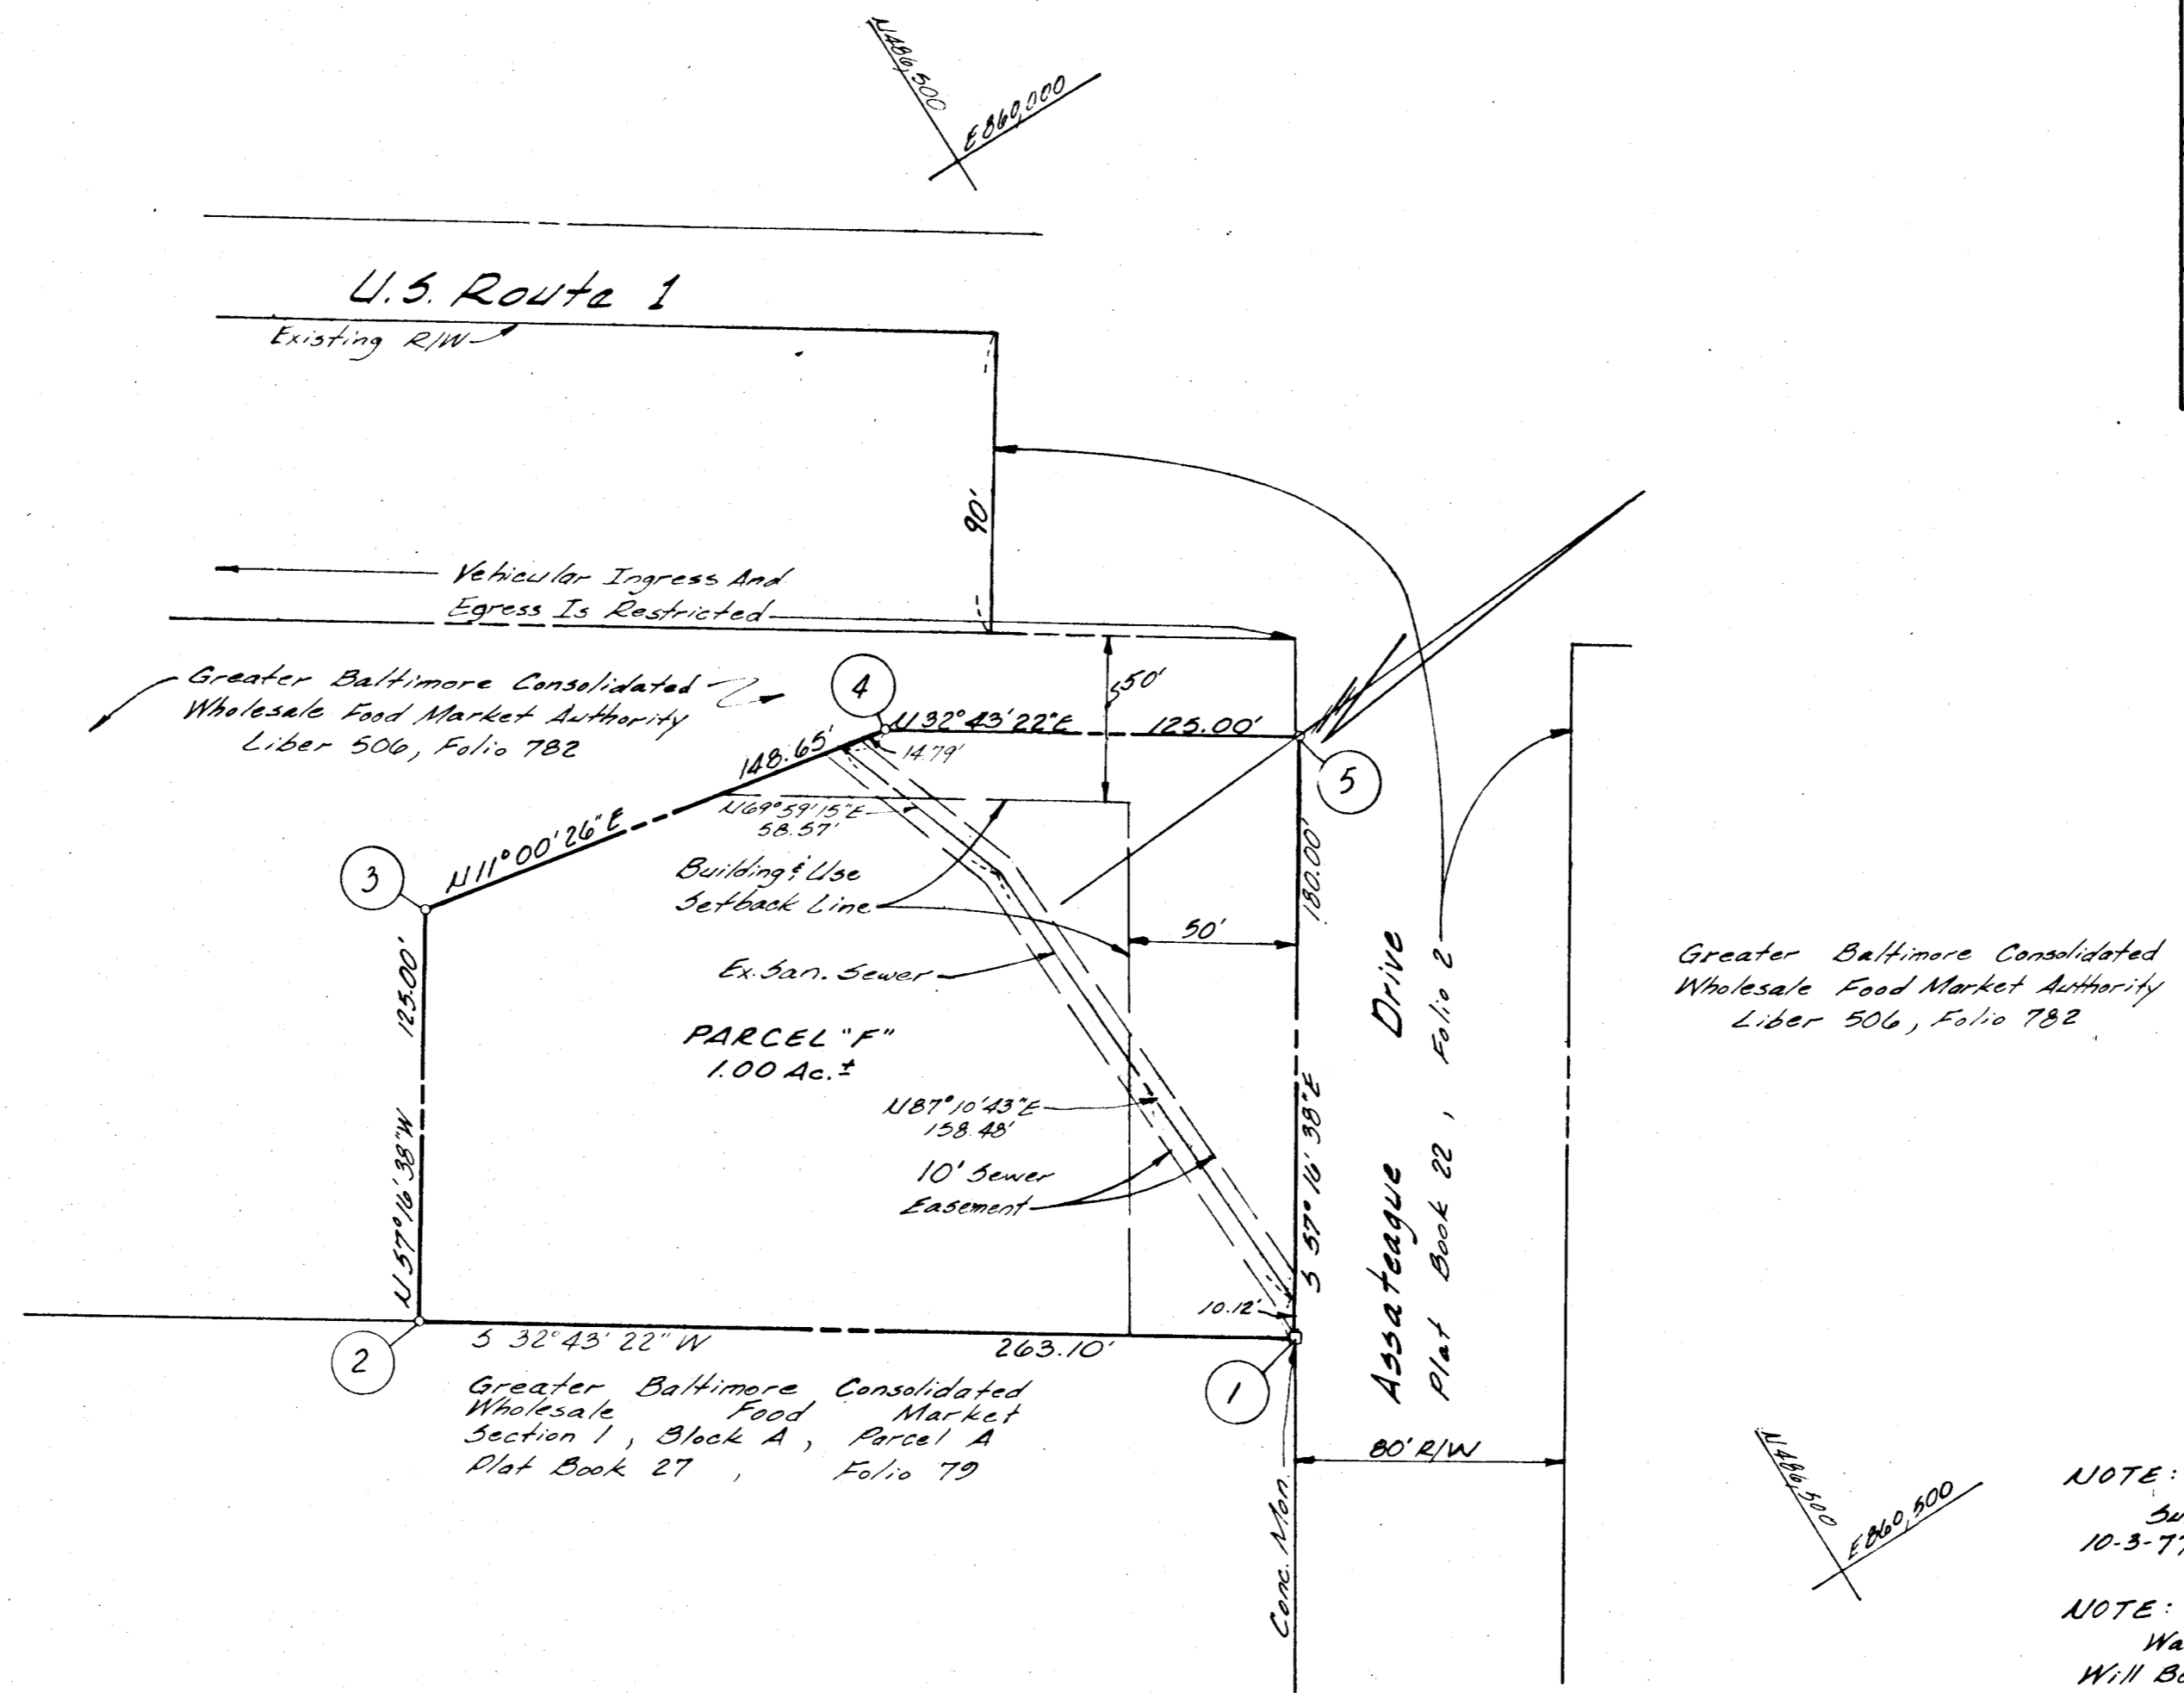 N486,500
E860,000
U.S. Route 1
Existing R/W
90'
Vehicular Ingress And
Egress Is Restricted
Greater Baltimore Consolidated
Wholesale Food Market Authority
Liber 506, Folio 782
4
50'
N32°43'22"E 125.00'
148.65'
14.79'
5
N69°59'15"E
58.57'
N11°00'26"E
3
Building & Use
Setback Line
180.00'
50'
125.00'
Ex. San. Sewer
Assateague Drive
Plat Book 22, Folio 2
Greater Baltimore Consolidated
Wholesale Food Market Authority
Liber 506, Folio 782
PARCEL "F"
1.00 Ac.±
N87°10'43"E
158.48'
S 57°16'38"E
N57°16'38"W
10' Sewer
Easement
10.12'
S 32°43'22"W 263.10'
2
1
Greater Baltimore Consolidated
Wholesale Food Market
Section 1, Block A, Parcel A
Plat Book 27, Folio 79
80' R/W
Conc. Mon.
N486,500
E860,500
NOTE:
10-3-77
NOTE:
Will